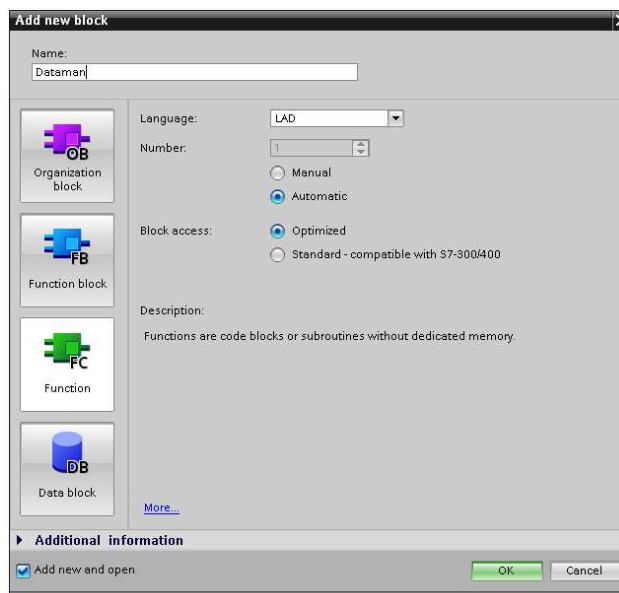 Add new block
Name:
Dataman
OB
Organization
block
FB
Function block
FC
Function
DB
Data block
Language:
LAD
Number:
1
Manual
Automatic
Block access:
Optimized
Standard - compatible with S7-300/400
Description:
Functions are code blocks or subroutines without dedicated memory.
More...
Additional information
Add new and open
OK
Cancel